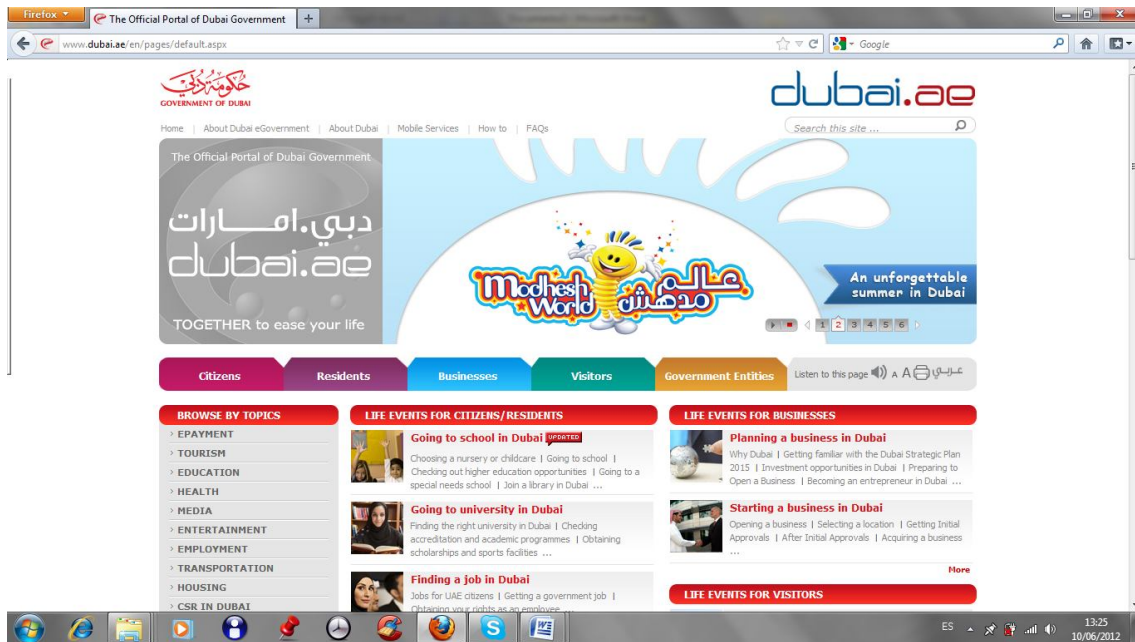 Firefox
The Official Portal of Dubai Government
www.dubai.ae/en/pages/default.aspx
Google
حكومة دبي
GOVERNMENT OF DUBAI
dubai.ae
Home | About Dubai eGovernment | About Dubai | Mobile Services | How to | FAQs
Search this site ...
The Official Portal of Dubai Government
دبي.امارات
dubai.ae
TOGETHER to ease your life
Modhesh World
عالم مدهش
An unforgettable
summer in Dubai
1 2 3 4 5 6
Citizens
Residents
Businesses
Visitors
Government Entities
Listen to this page A A عربي
BROWSE BY TOPICS
EPAYMENT
TOURISM
EDUCATION
HEALTH
MEDIA
ENTERTAINMENT
EMPLOYMENT
TRANSPORTATION
HOUSING
CSR IN DUBAI
LIFE EVENTS FOR CITIZENS/RESIDENTS
Going to school in Dubai UPDATED
Choosing a nursery or childcare | Going to school |
Checking out higher education opportunities | Going to a
special needs school | Join a library in Dubai ...
Going to university in Dubai
Finding the right university in Dubai | Checking
accreditation and academic programmes | Obtaining
scholarships and sports facilities ...
Finding a job in Dubai
Jobs for UAE citizens | Getting a government job |
Obtaining your rights as an employee ...
LIFE EVENTS FOR BUSINESSES
Planning a business in Dubai
Why Dubai | Getting familiar with the Dubai Strategic Plan
2015 | Investment opportunities in Dubai | Preparing to
Open a Business | Becoming an entrepreneur in Dubai ...
Starting a business in Dubai
Opening a business | Selecting a location | Getting Initial
Approvals | After Initial Approvals | Acquiring a business
...
More
LIFE EVENTS FOR VISITORS
ES
13:25
10/06/2012